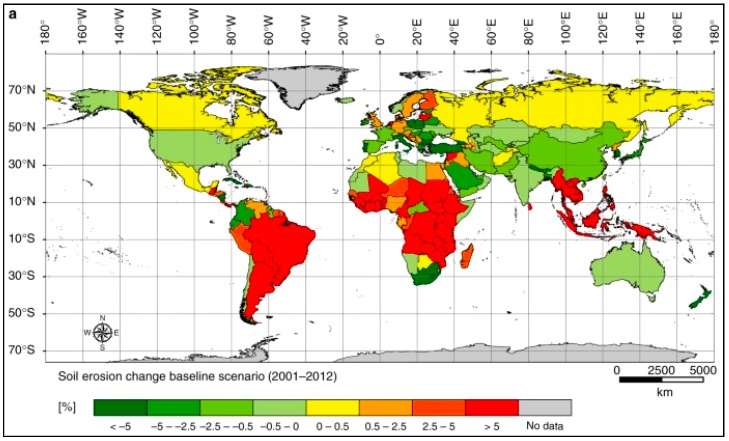 a
180° 160°W 140°W 120°W 100°W 80°W 60°W 40°W 20°W 0° 20°E 40°E 60°E 80°E 100°E 120°E 140°E 160°E 180°
70°N
50°N
30°N
10°N
10°S
30°S
50°S
70°S
N
W E
S
Soil erosion change baseline scenario (2001–2012)
0 2500 5000
km
[%]
< –5 –5 – –2.5 –2.5 – –0.5 –0.5 – 0 0 – 0.5 0.5 – 2.5 2.5 – 5 > 5 No data